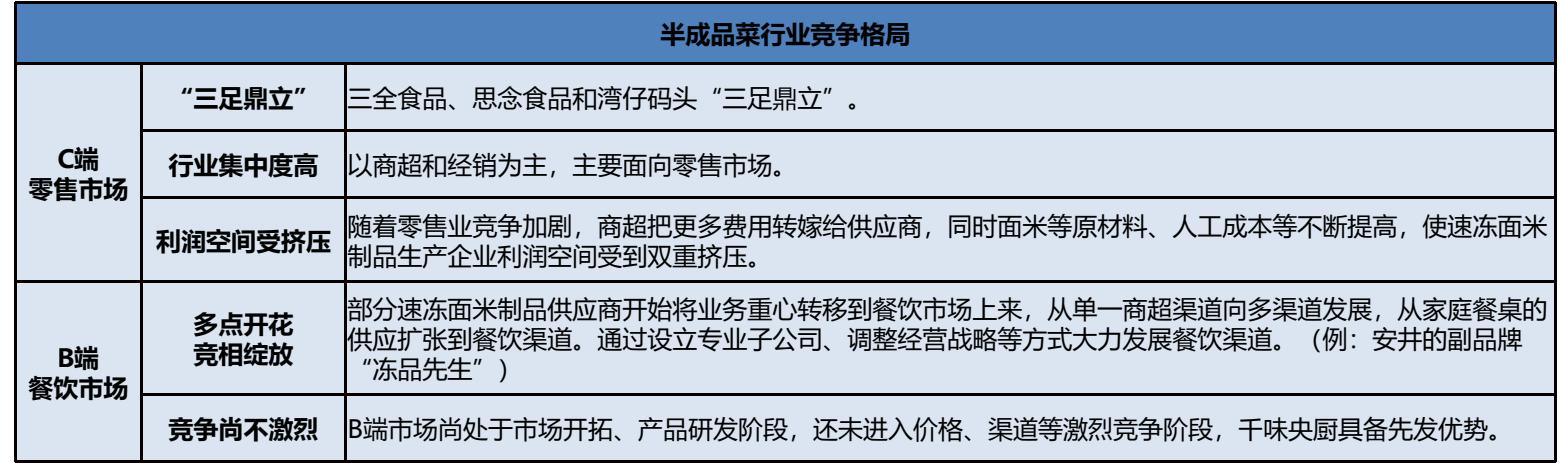 半成品菜行业竞争格局
C端
零售市场
“三足鼎立”
三全食品、思念食品和湾仔码头“三足鼎立”。
行业集中度高
以商超和经销为主，主要面向零售市场。
利润空间受挤压
随着零售业竞争加剧，商超把更多费用转嫁给供应商，同时面米等原材料、人工成本等不断提高，使速冻面米
制品生产企业利润空间受到双重挤压。
B端
餐饮市场
多点开花
竞相绽放
部分速冻面米制品供应商开始将业务重心转移到餐饮市场上来，从单一商超渠道向多渠道发展，从家庭餐桌的
供应扩张到餐饮渠道。通过设立专业子公司、调整经营战略等方式大力发展餐饮渠道。（例：安井的副品牌
“冻品先生”）
竞争尚不激烈
B端市场尚处于市场开拓、产品研发阶段，还未进入价格、渠道等激烈竞争阶段，千味央厨具备先发优势。